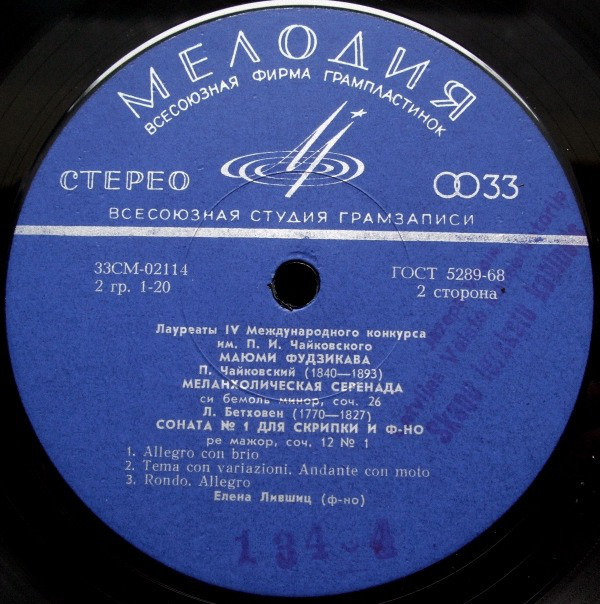 МЕЛОДИЯ
ВСЕСОЮЗНАЯ ФИРМА ГРАМПЛАСТИНОК
СТЕРЕО
33
ВСЕСОЮЗНАЯ СТУДИЯ ГРАМЗАПИСИ
33СМ-02114
ГОСТ 5289-68
2 гр. 1-20
2 сторона
Лауреаты IV Международного конкурса
им. П. И. Чайковского
МАЮМИ ФУДЗИКАВА
П. Чайковский (1840—1893)
МЕЛАНХОЛИЧЕСКАЯ СЕРЕНАДА
си бемоль минор, соч. 26
Л. Бетховен (1770—1827)
СОНАТА № 1 ДЛЯ СКРИПКИ И Ф-НО
ре мажор, соч. 12 № 1
1. Allegro con brio
2. Tema con variazioni. Andante con moto
3. Rondo. Allegro
Елена Лившиц (ф-но)